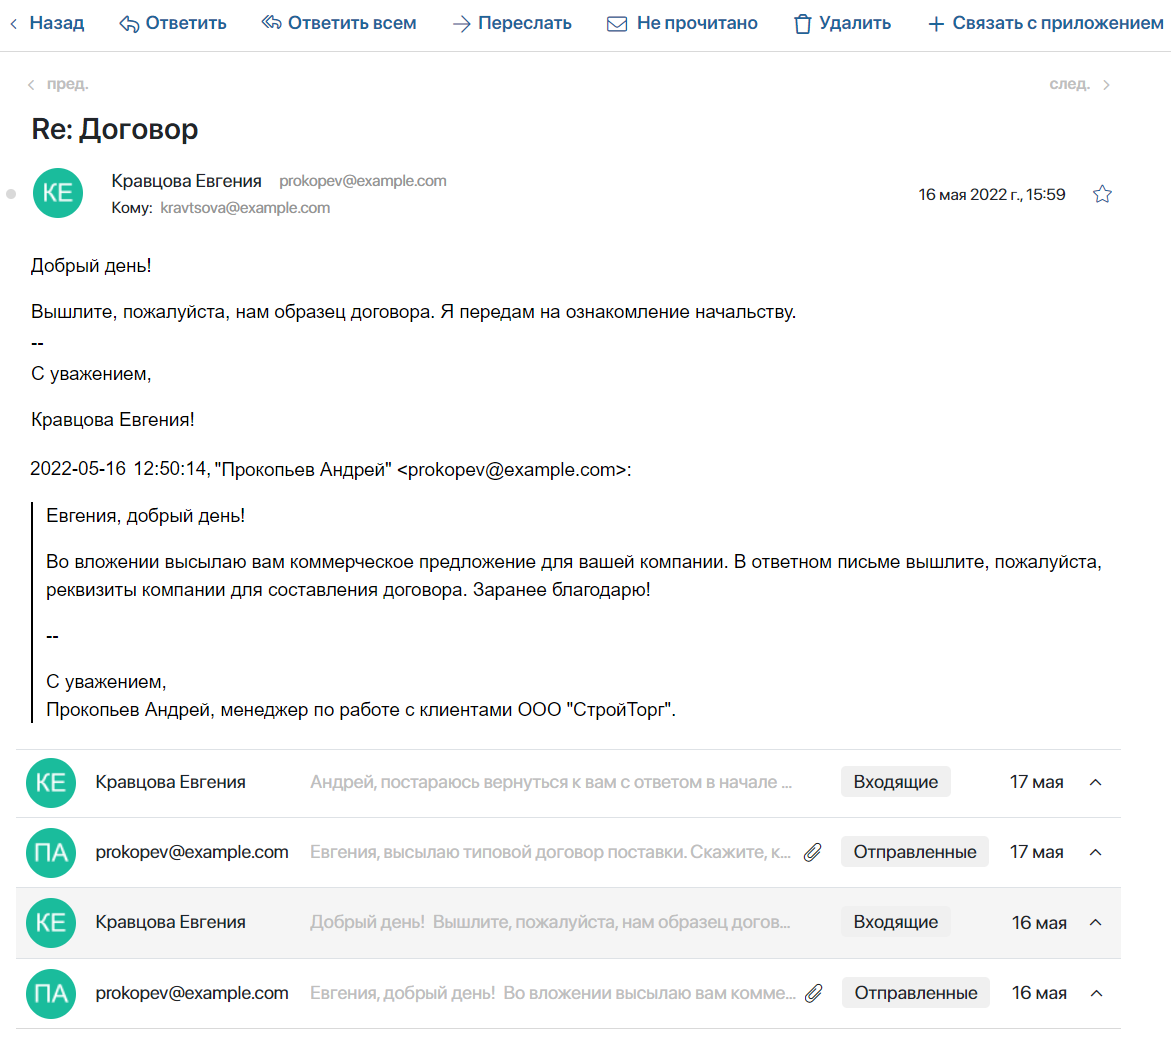 Назад Ответить Ответить всем Переслать Не прочитано Удалить Связать с приложением
пред. след.
Re: Договор
КЕ Кравцова Евгения prokopev@example.com
Кому: kravtsova@example.com
16 мая 2022 г., 15:59
Добрый день!
Вышлите, пожалуйста, нам образец договора. Я передам на ознакомление начальству.
--
С уважением,
Кравцова Евгения!
2022-05-16 12:50:14, "Прокопьев Андрей" <prokopev@example.com>:
Евгения, добрый день!
Во вложении высылаю вам коммерческое предложение для вашей компании. В ответном письме вышлите, пожалуйста,
реквизиты компании для составления договора. Заранее благодарю!
--
С уважением,
Прокопьев Андрей, менеджер по работе с клиентами ООО "СтройТорг".
КЕ Кравцова Евгения Андрей, постараюсь вернуться к вам с ответом в начале ... Входящие 17 мая
ПА prokopev@example.com Евгения, высылаю типовой договор поставки. Скажите, к... Отправленные 17 мая
КЕ Кравцова Евгения Добрый день! Вышлите, пожалуйста, нам образец догов... Входящие 16 мая
ПА prokopev@example.com Евгения, добрый день! Во вложении высылаю вам комме... Отправленные 16 мая